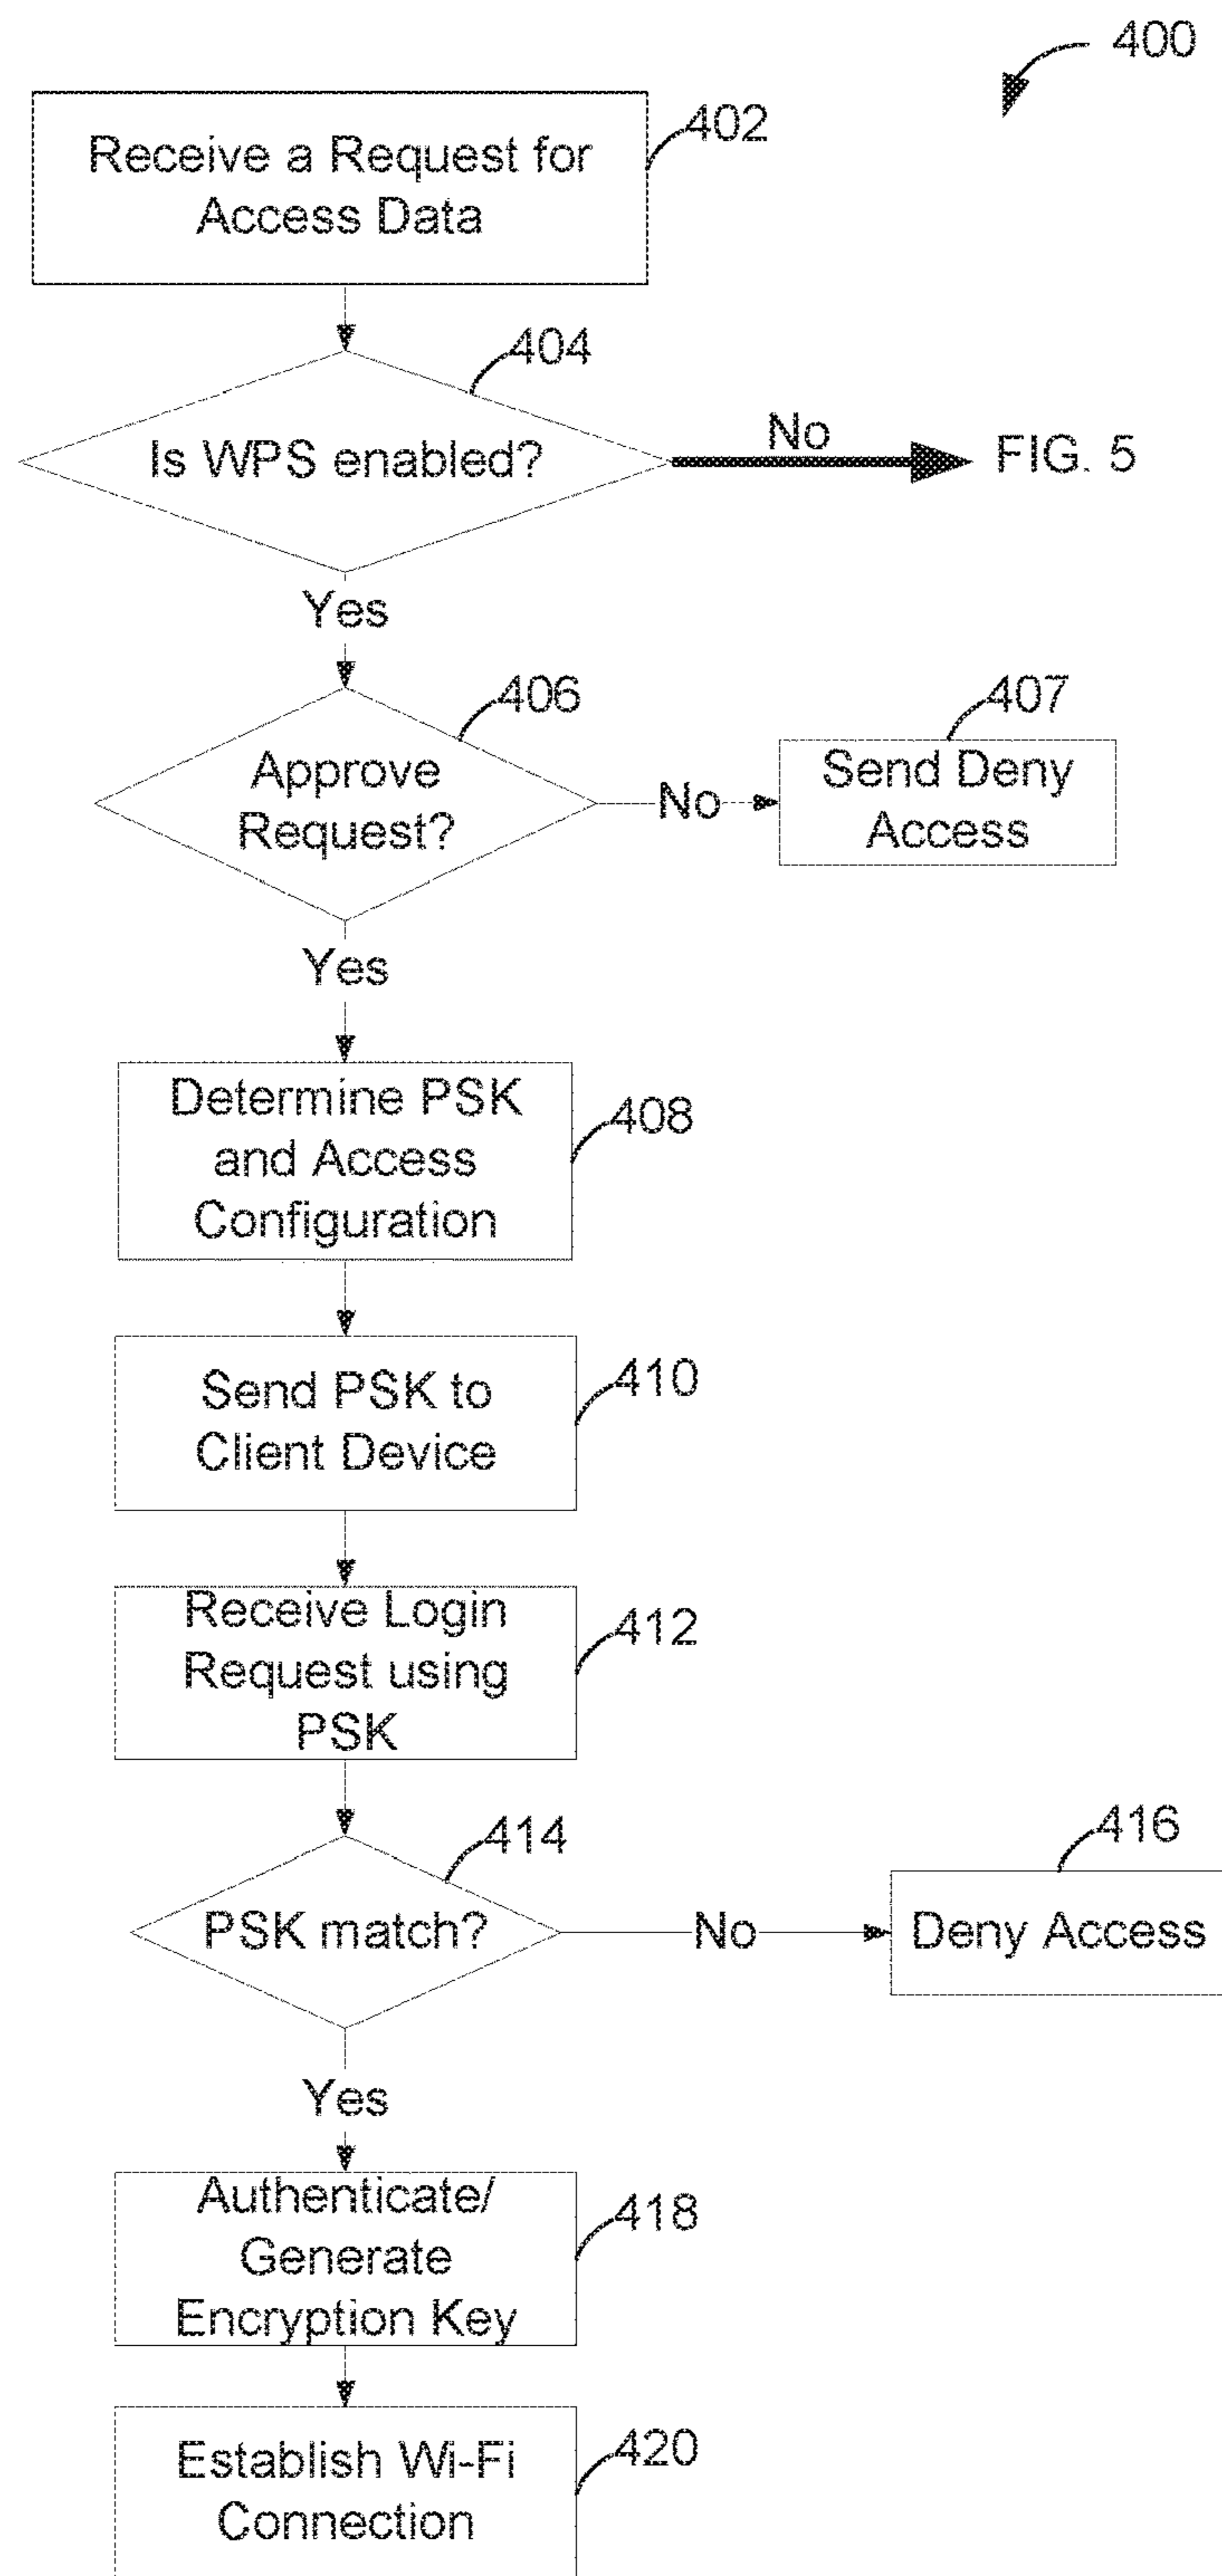 400
402
Receive a Request for
Access Data
404
Is WPS enabled?
No
FIG. 5
Yes
406
407
Approve
Request?
No
Send Deny
Access
Yes
Determine PSK
and Access
Configuration
408
Send PSK to
Client Device
410
Receive Login
Request using
PSK
412
414
416
PSK match?
No
Deny Access
Yes
Authenticate/
Generate
Encryption Key
418
Establish Wi-Fi
Connection
420